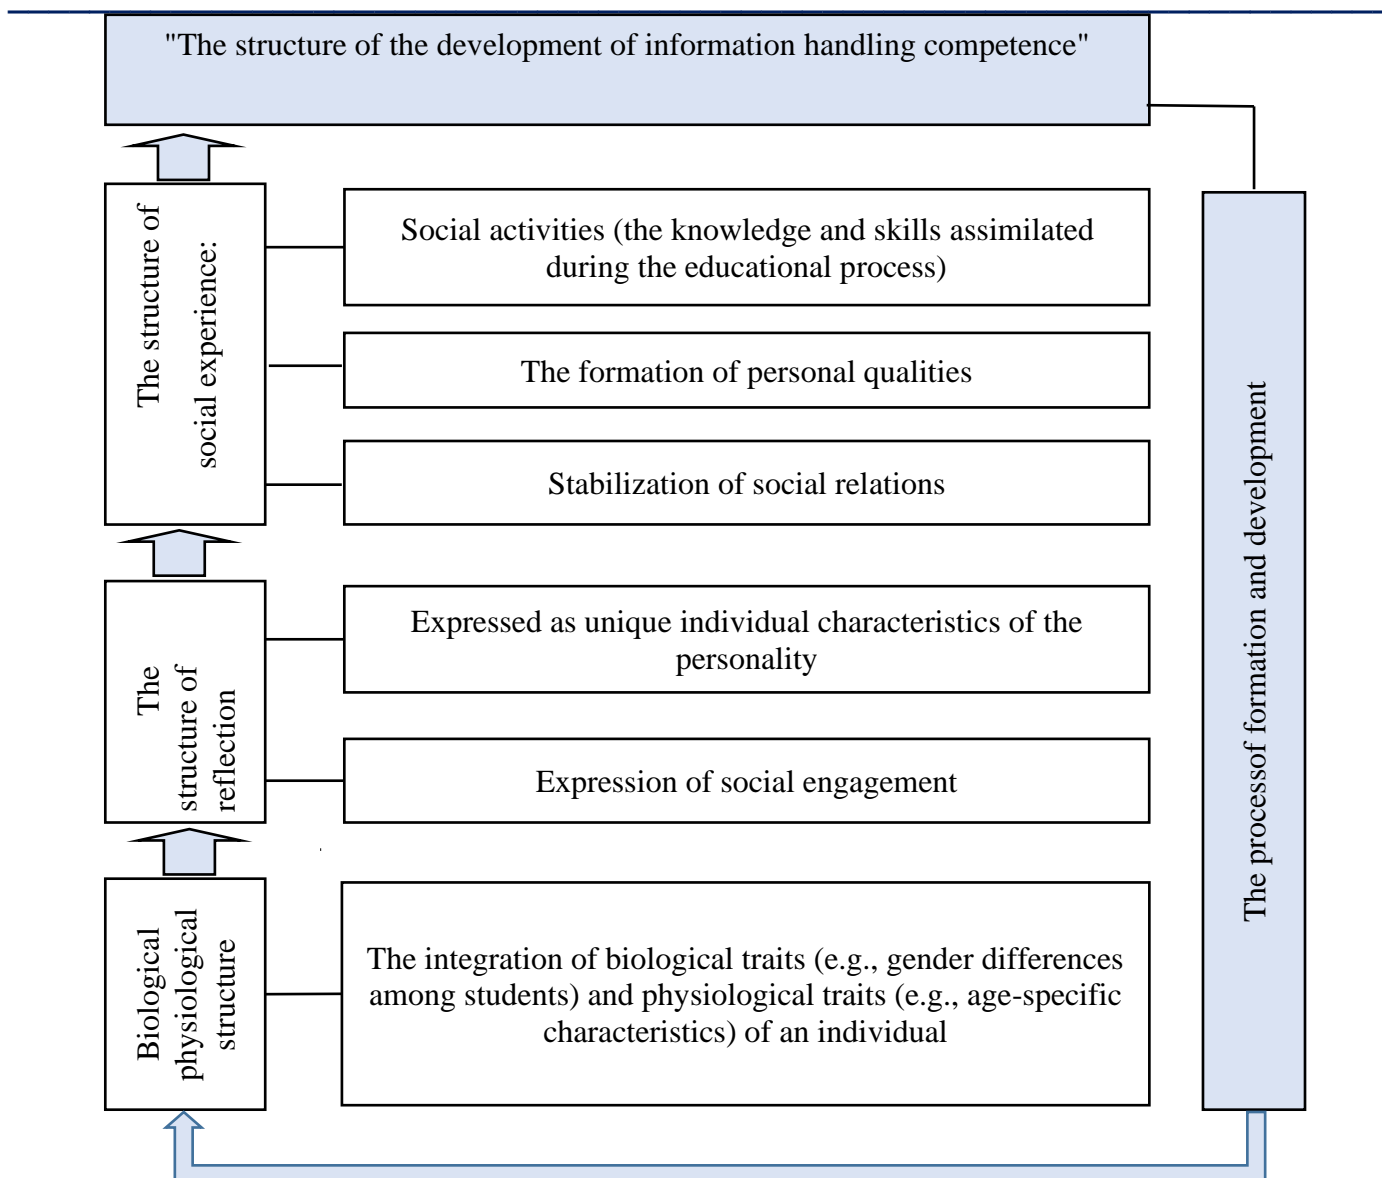 "The structure of the development of information handling competence"
The structure of
social experience:
Social activities (the knowledge and skills assimilated
during the educational process)
The formation of personal qualities
Stabilization of social relations
The
structure of
reflection
Expressed as unique individual characteristics of the
personality
Expression of social engagement
Biological
physiological
structure
The integration of biological traits (e.g., gender differences
among students) and physiological traits (e.g., age-specific
characteristics) of an individual
The processof formation and development